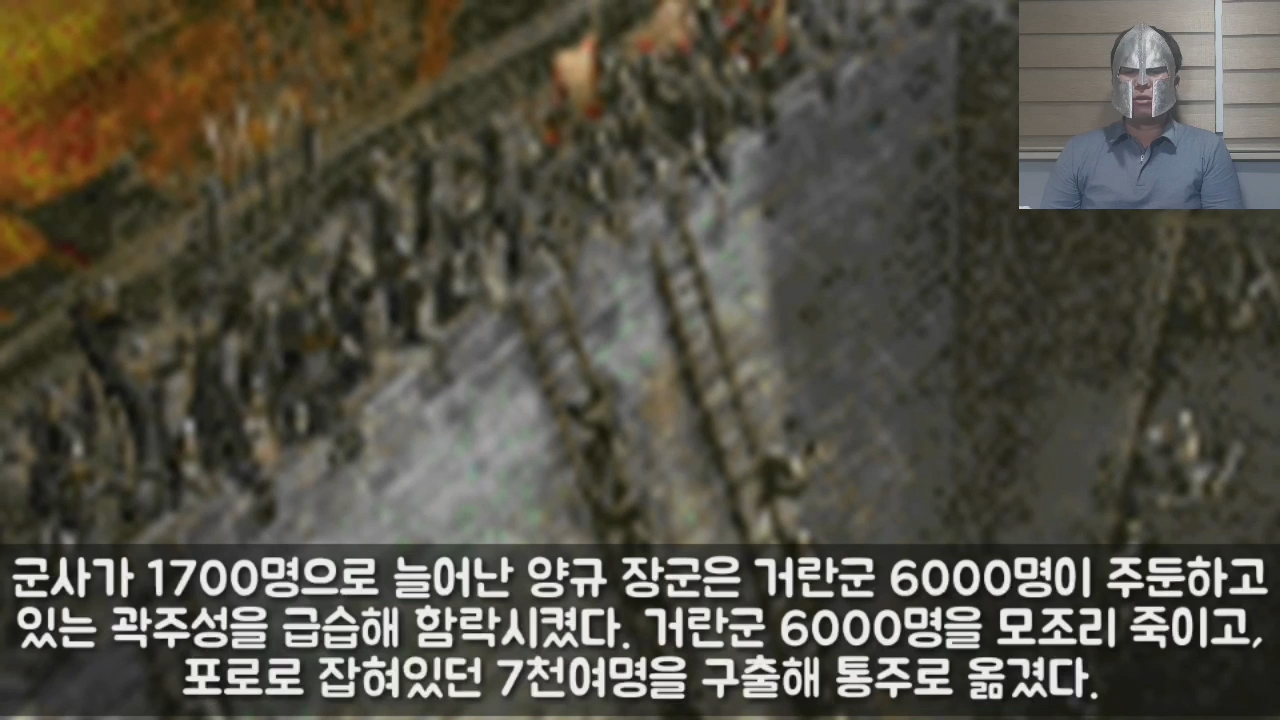 군사가 1700명으로 늘어난 양규 장군은 거란군 6000명이 주둔하고
있는 곽주성을 급습해 함락시켰다. 거란군 6000명을 모조리 죽이고,
포로로 잡혀있던 7천여명을 구출해 통주로 옮겼다.